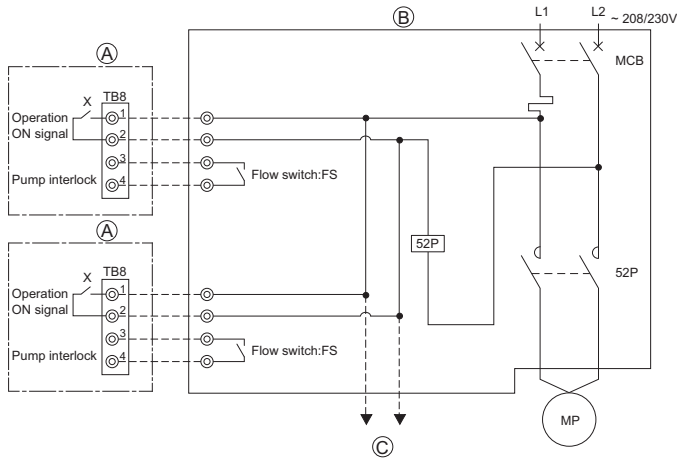 B
L1 L2 ~ 208/230V
MCB
A
TB8
X
Operation
ON signal
1
2
3
4
Pump interlock
Flow switch:FS
52P
52P
A
TB8
X
Operation
ON signal
1
2
3
4
Pump interlock
Flow switch:FS
C
MP